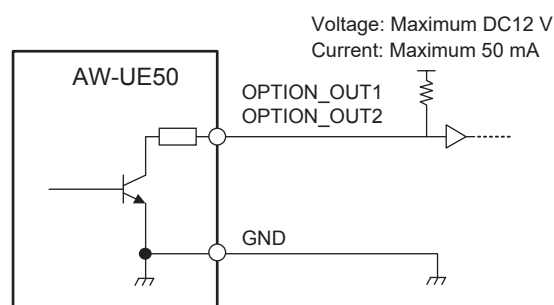 Voltage: Maximum DC12 V
Current: Maximum 50 mA
AW-UE50
OPTION_OUT1
OPTION_OUT2
GND